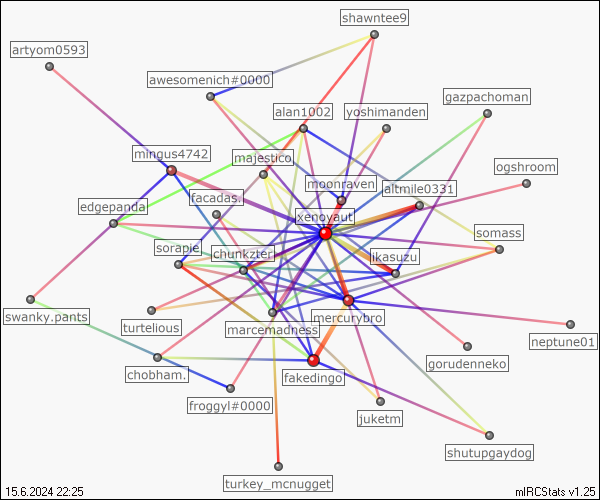 shawntee9
artyom0593
awesomenich#0000
gazpachoman
alan1002
yoshimanden
mingus4742
majestico.
ogshroom
moonraven
altmile0331
facadas.
edgepanda
xenoyaut
somass
sorapiel
chunkzter
likasuzu
swanky.pants
mercurybro
turtelious
marcemadness
neptune01
gorudenneko
chobham.
fakedingo
froggyl#0000
juketm
shutupgaydog
turkey_mcnugget
15.6.2024 22:25
mIRCStats v1.25